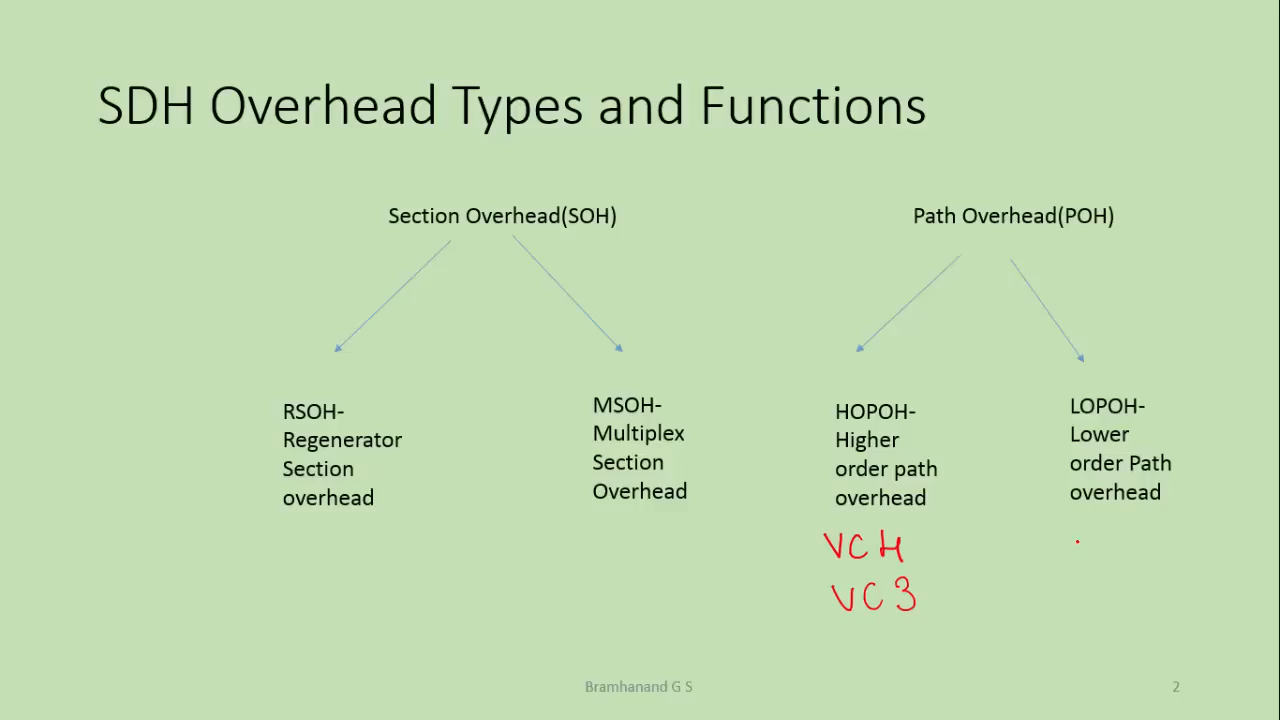 SDH Overhead Types and Functions
Section Overhead(SOH)
Path Overhead(POH)
RSOH-
Regenerator
Section
overhead
MSOH-
Multiplex
Section
Overhead
HOPOH-
Higher
order path
overhead
VC4
VC3
LOPOH-
Lower
order Path
overhead
Bramhanand G S
2